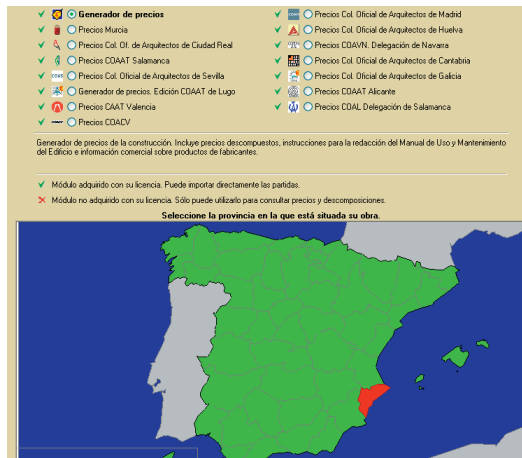 Generador de precios
Precios Murcia
Precios Col. Of. de Arquitectos de Ciudad Real
Precios COAAT Salamanca
Precios Col. Oficial de Arquitectos de Sevilla
Generador de precios. Edición COAAT de Lugo
Precios CAAT Valencia
Precios COACV
Precios Col. Oficial de Arquitectos de Madrid
Precios Col. Oficial de Arquitectos de Huelva
Precios COAVN. Delegación de Navarra
Precios Col. Oficial de Arquitectos de Cantabria
Precios Col. Oficial de Arquitectos de Galicia
Precios COAAT Alicante
Precios COAL Delegación de Salamanca
Generador de precios de la construcción. Incluye precios descompuestos, instrucciones para la redacción del Manual de Uso y Mantenimiento
del Edificio e información comercial sobre productos de fabricantes.
Módulo adquirido con su licencia. Puede importar directamente las partidas.
Módulo no adquirido con su licencia. Sólo puede utilizarlo para consultar precios y descomposiciones.
Seleccione la provincia en la que está situada su obra.